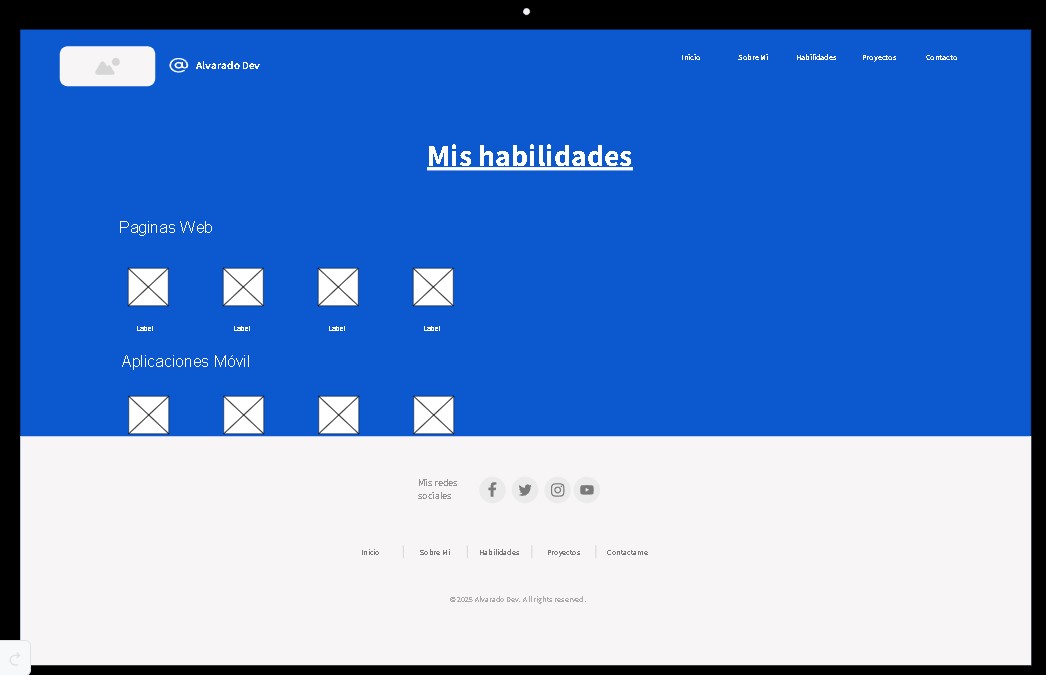 Alvarado Dev
Inicio Sobre Mi Habilidades Proyectos Contacto
Mis habilidades
Paginas Web
Label Label Label Label
Aplicaciones Móvil
Mis redes
sociales
Inicio Sobre Mi Habilidades Proyectos Contactame
© 2025 Alvarado Dev. All rights reserved.